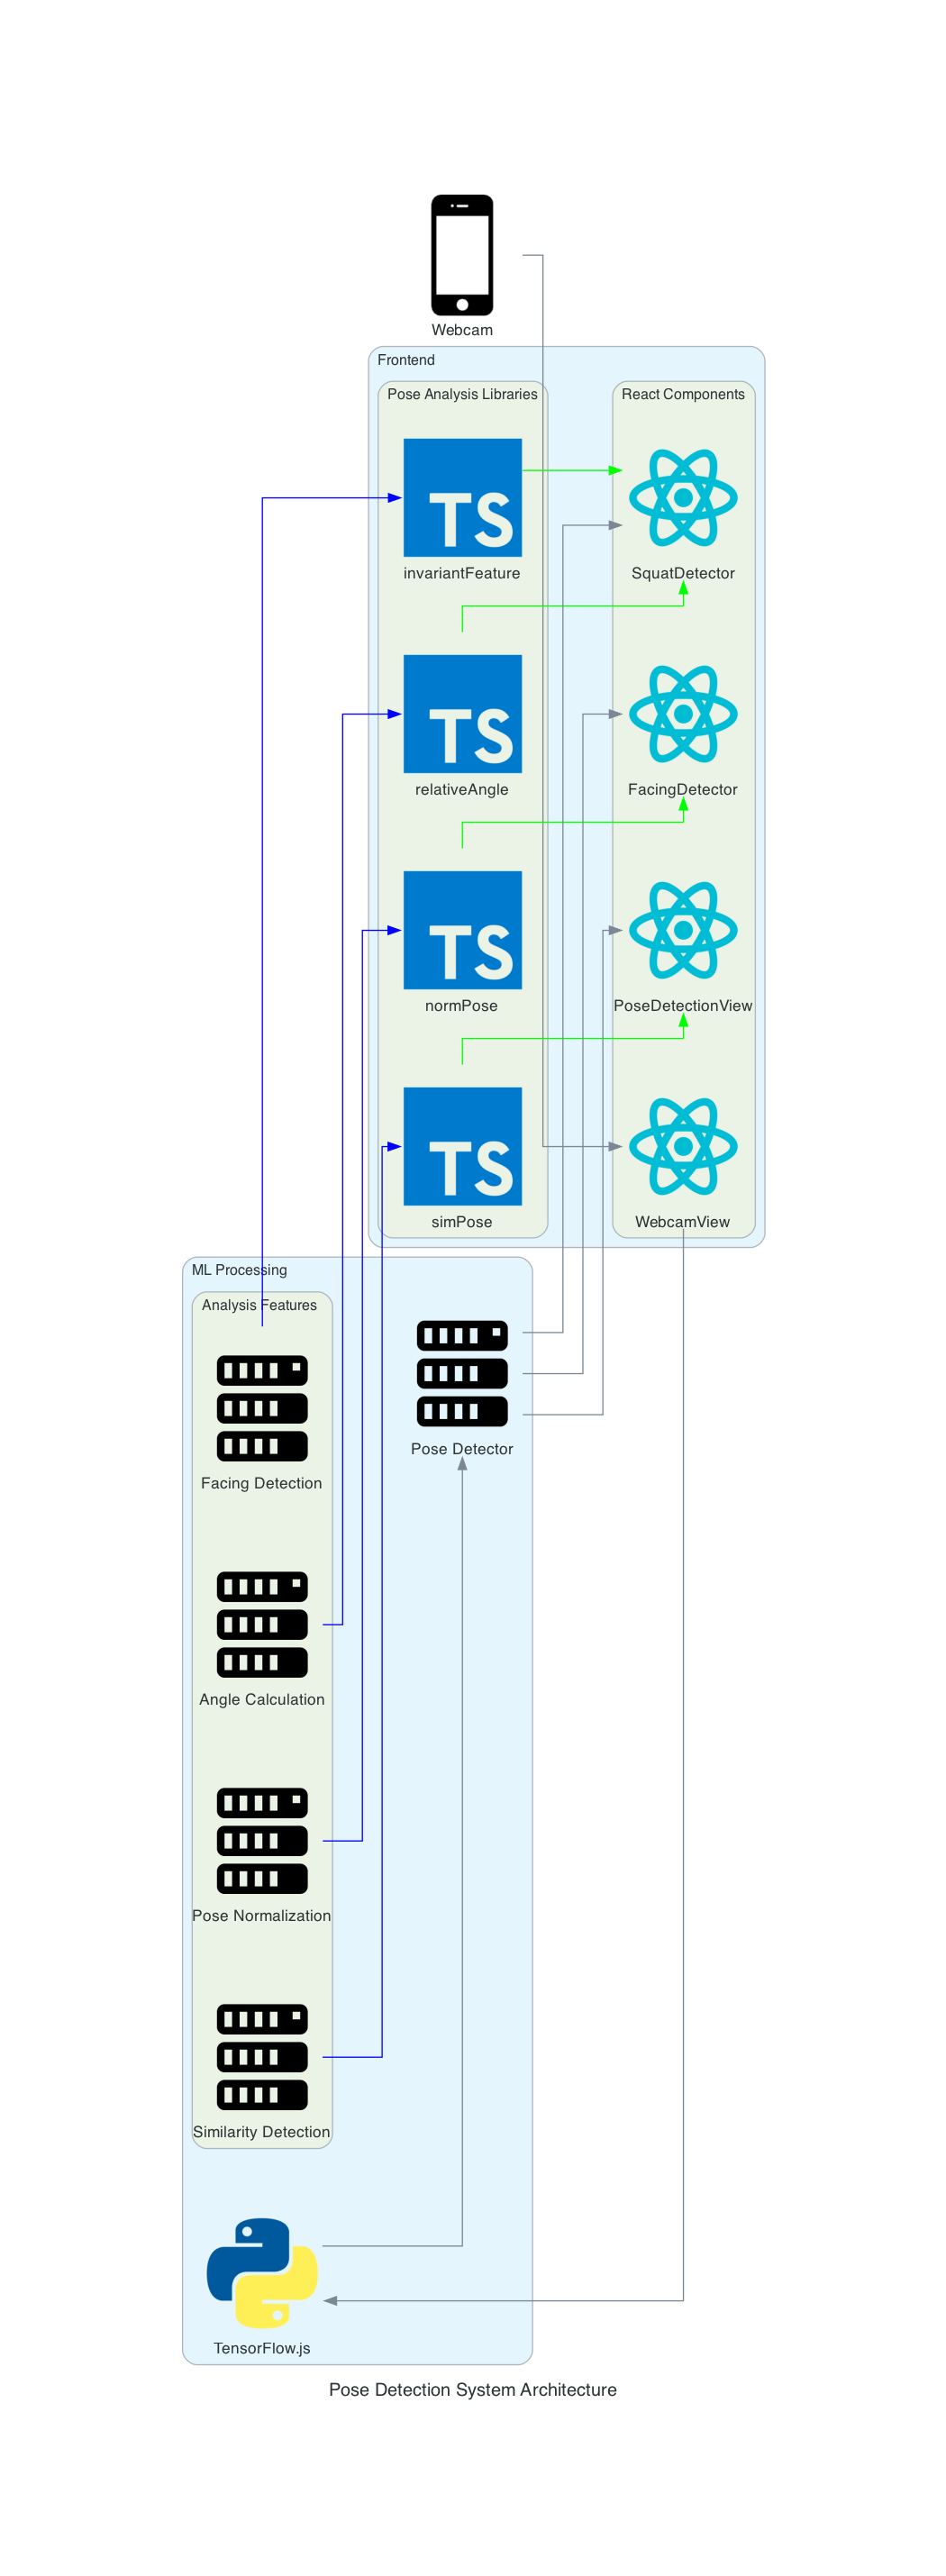 Webcam
Frontend
Pose Analysis Libraries
React Components
TS
invariantFeature
SquatDetector
TS
relativeAngle
FacingDetector
TS
normPose
PoseDetectionView
TS
simPose
WebcamView
ML Processing
Analysis Features
Pose Detector
Facing Detection
Angle Calculation
Pose Normalization
Similarity Detection
TensorFlow.js
Pose Detection System Architecture